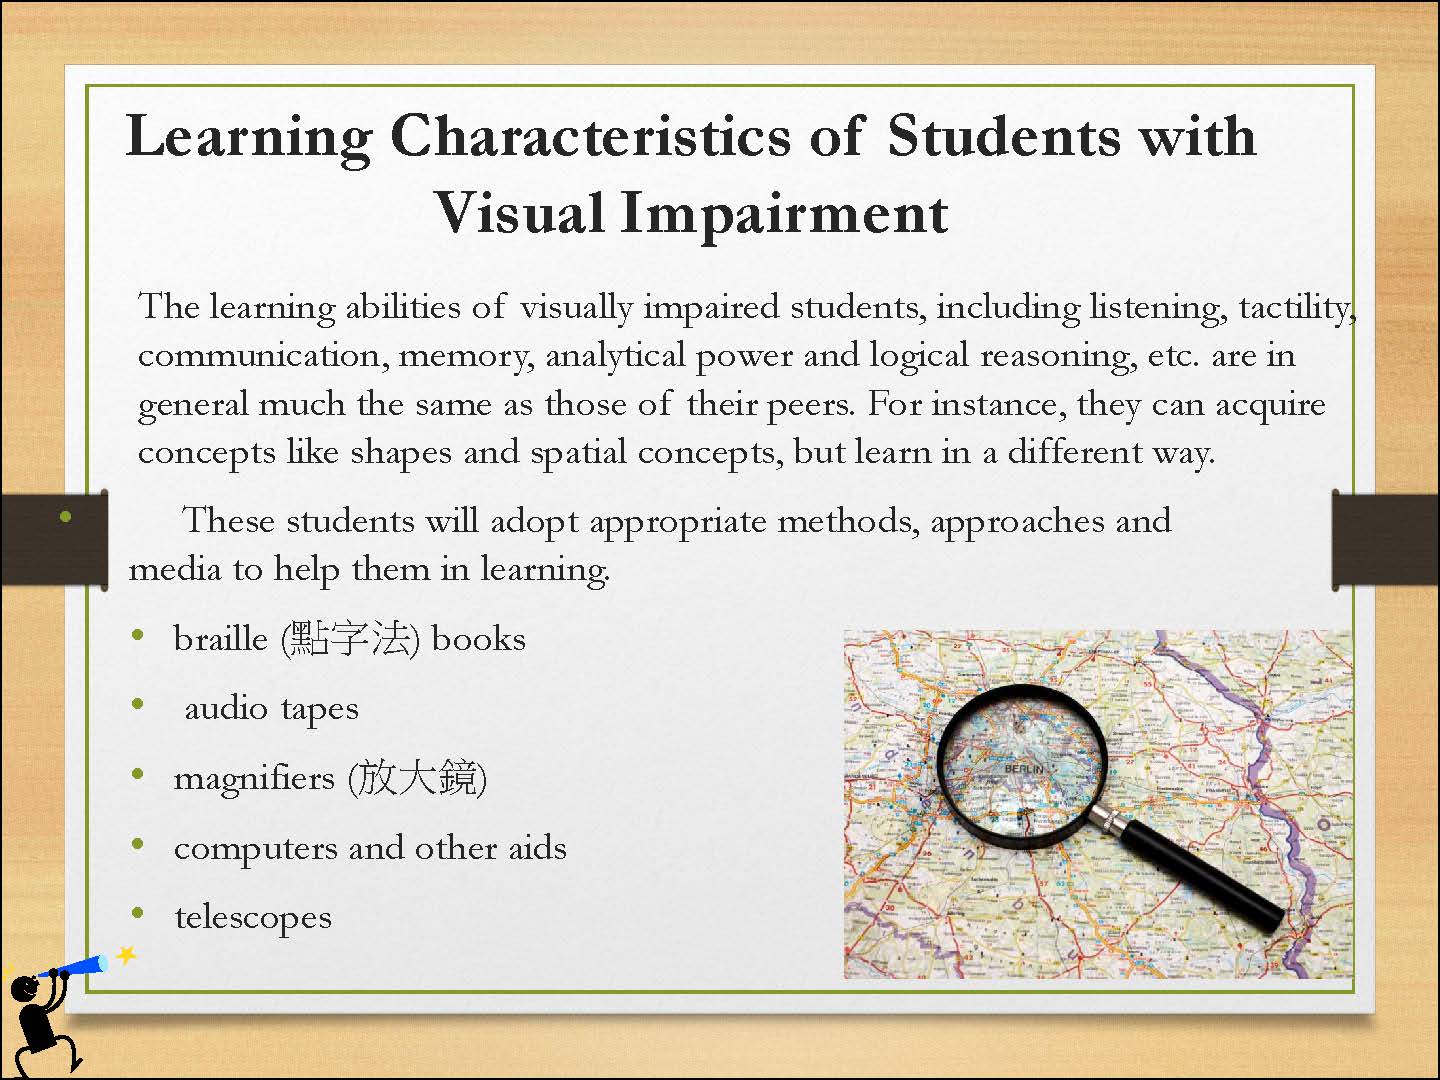 Learning Characteristics of Students with
Visual Impairment
The learning abilities of visually impaired students, including listening, tactility,
communication, memory, analytical power and logical reasoning, etc. are in
general much the same as those of their peers. For instance, they can acquire
concepts like shapes and spatial concepts, but learn in a different way.
• These students will adopt appropriate methods, approaches and
media to help them in learning.
• braille (點字法) books
• audio tapes
• magnifiers (放大鏡)
• computers and other aids
• telescopes
BERLIN